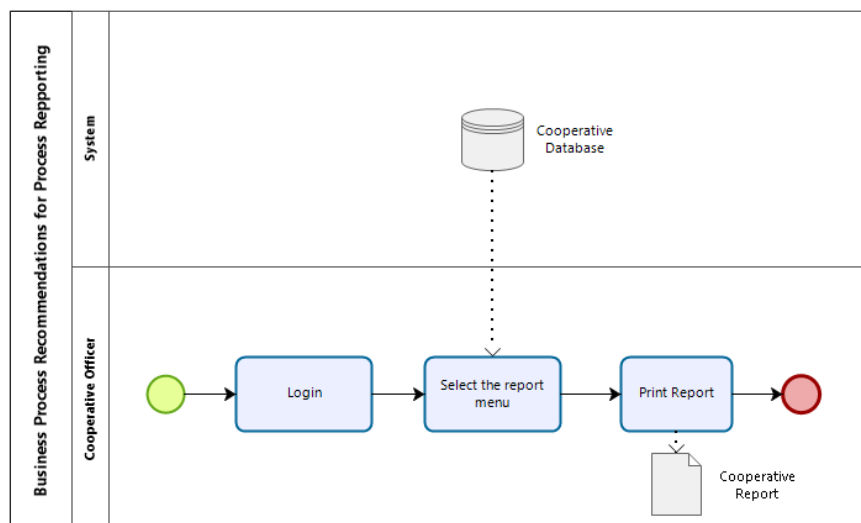 Business Process Recommendations for Process Repporting
System
Cooperative
Database
Cooperative Officer
Login
Select the report
menu
Print Report
Cooperative
Report